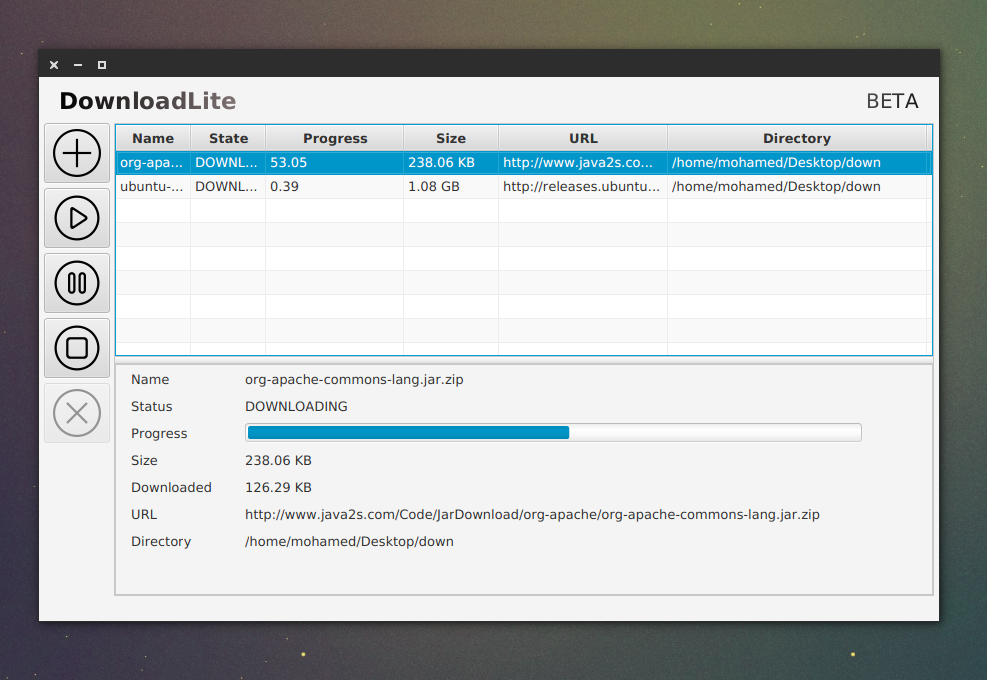 DownloadLite BETA
Name State Progress Size URL Directory
org-apa... DOWNL... 53.05 238.06 KB http://www.java2s.co... /home/mohamed/Desktop/down
ubuntu-... DOWNL... 0.39 1.08 GB http://releases.ubuntu... /home/mohamed/Desktop/down
Name org-apache-commons-lang.jar.zip
Status DOWNLOADING
Progress
Size 238.06 KB
Downloaded 126.29 KB
URL http://www.java2s.com/Code/JarDownload/org-apache/org-apache-commons-lang.jar.zip
Directory /home/mohamed/Desktop/down